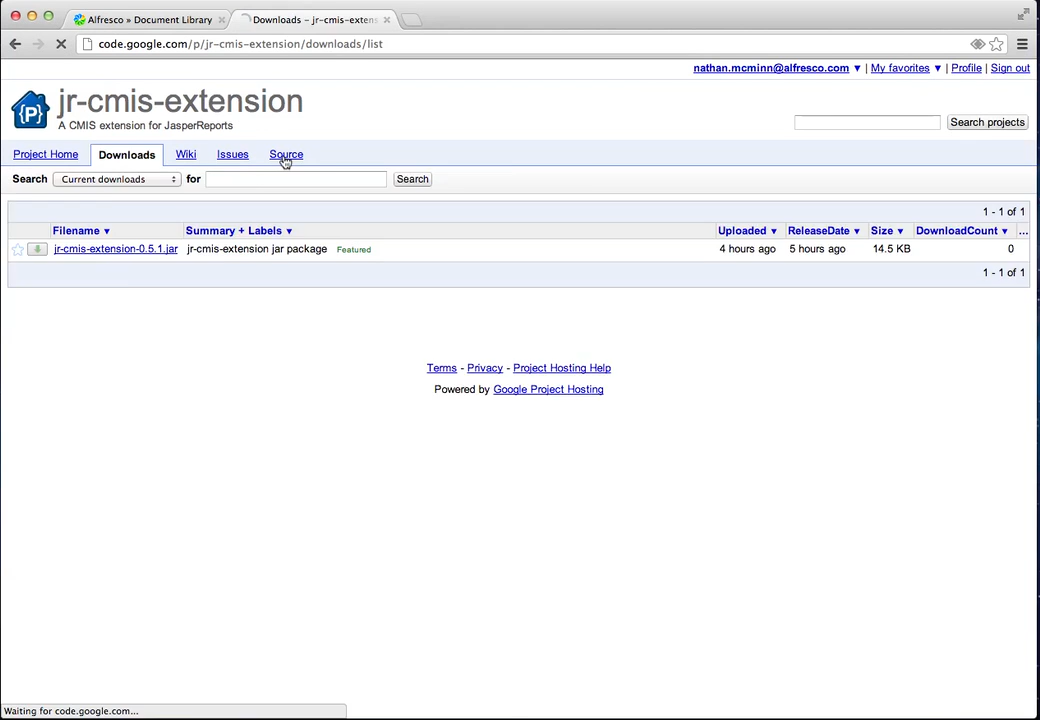 Alfresco » Document Library
Downloads – jr-cmis-extens
code.google.com/p/jr-cmis-extension/downloads/list
nathan.mcminn@alfresco.com ▼ | My favorites ▼ | Profile | Sign out
{P}
jr-cmis-extension
A CMIS extension for JasperReports
Search projects
Project Home Downloads Wiki Issues Source
Search Current downloads for Search
1 - 1 of 1
Filename ▼ Summary + Labels ▼ Uploaded ▼ ReleaseDate ▼ Size ▼ DownloadCount ▼ ...
jr-cmis-extension-0.5.1.jar jr-cmis-extension jar package Featured 4 hours ago 5 hours ago 14.5 KB 0
1 - 1 of 1
Terms - Privacy - Project Hosting Help
Powered by Google Project Hosting
Waiting for code.google.com...